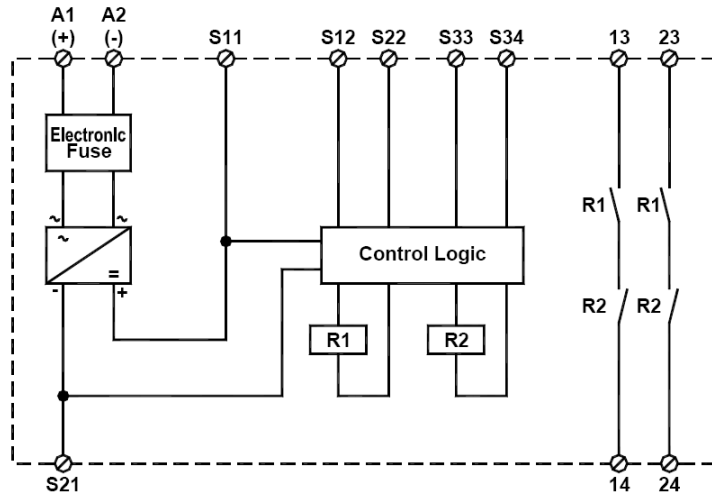 A1 A2
(+) (-) S11 S12 S22 S33 S34 13 23
Electronic
Fuse
~ ~
~
=
- +
Control Logic
R1 R1
R1 R2
R2 R2
S21 14 24